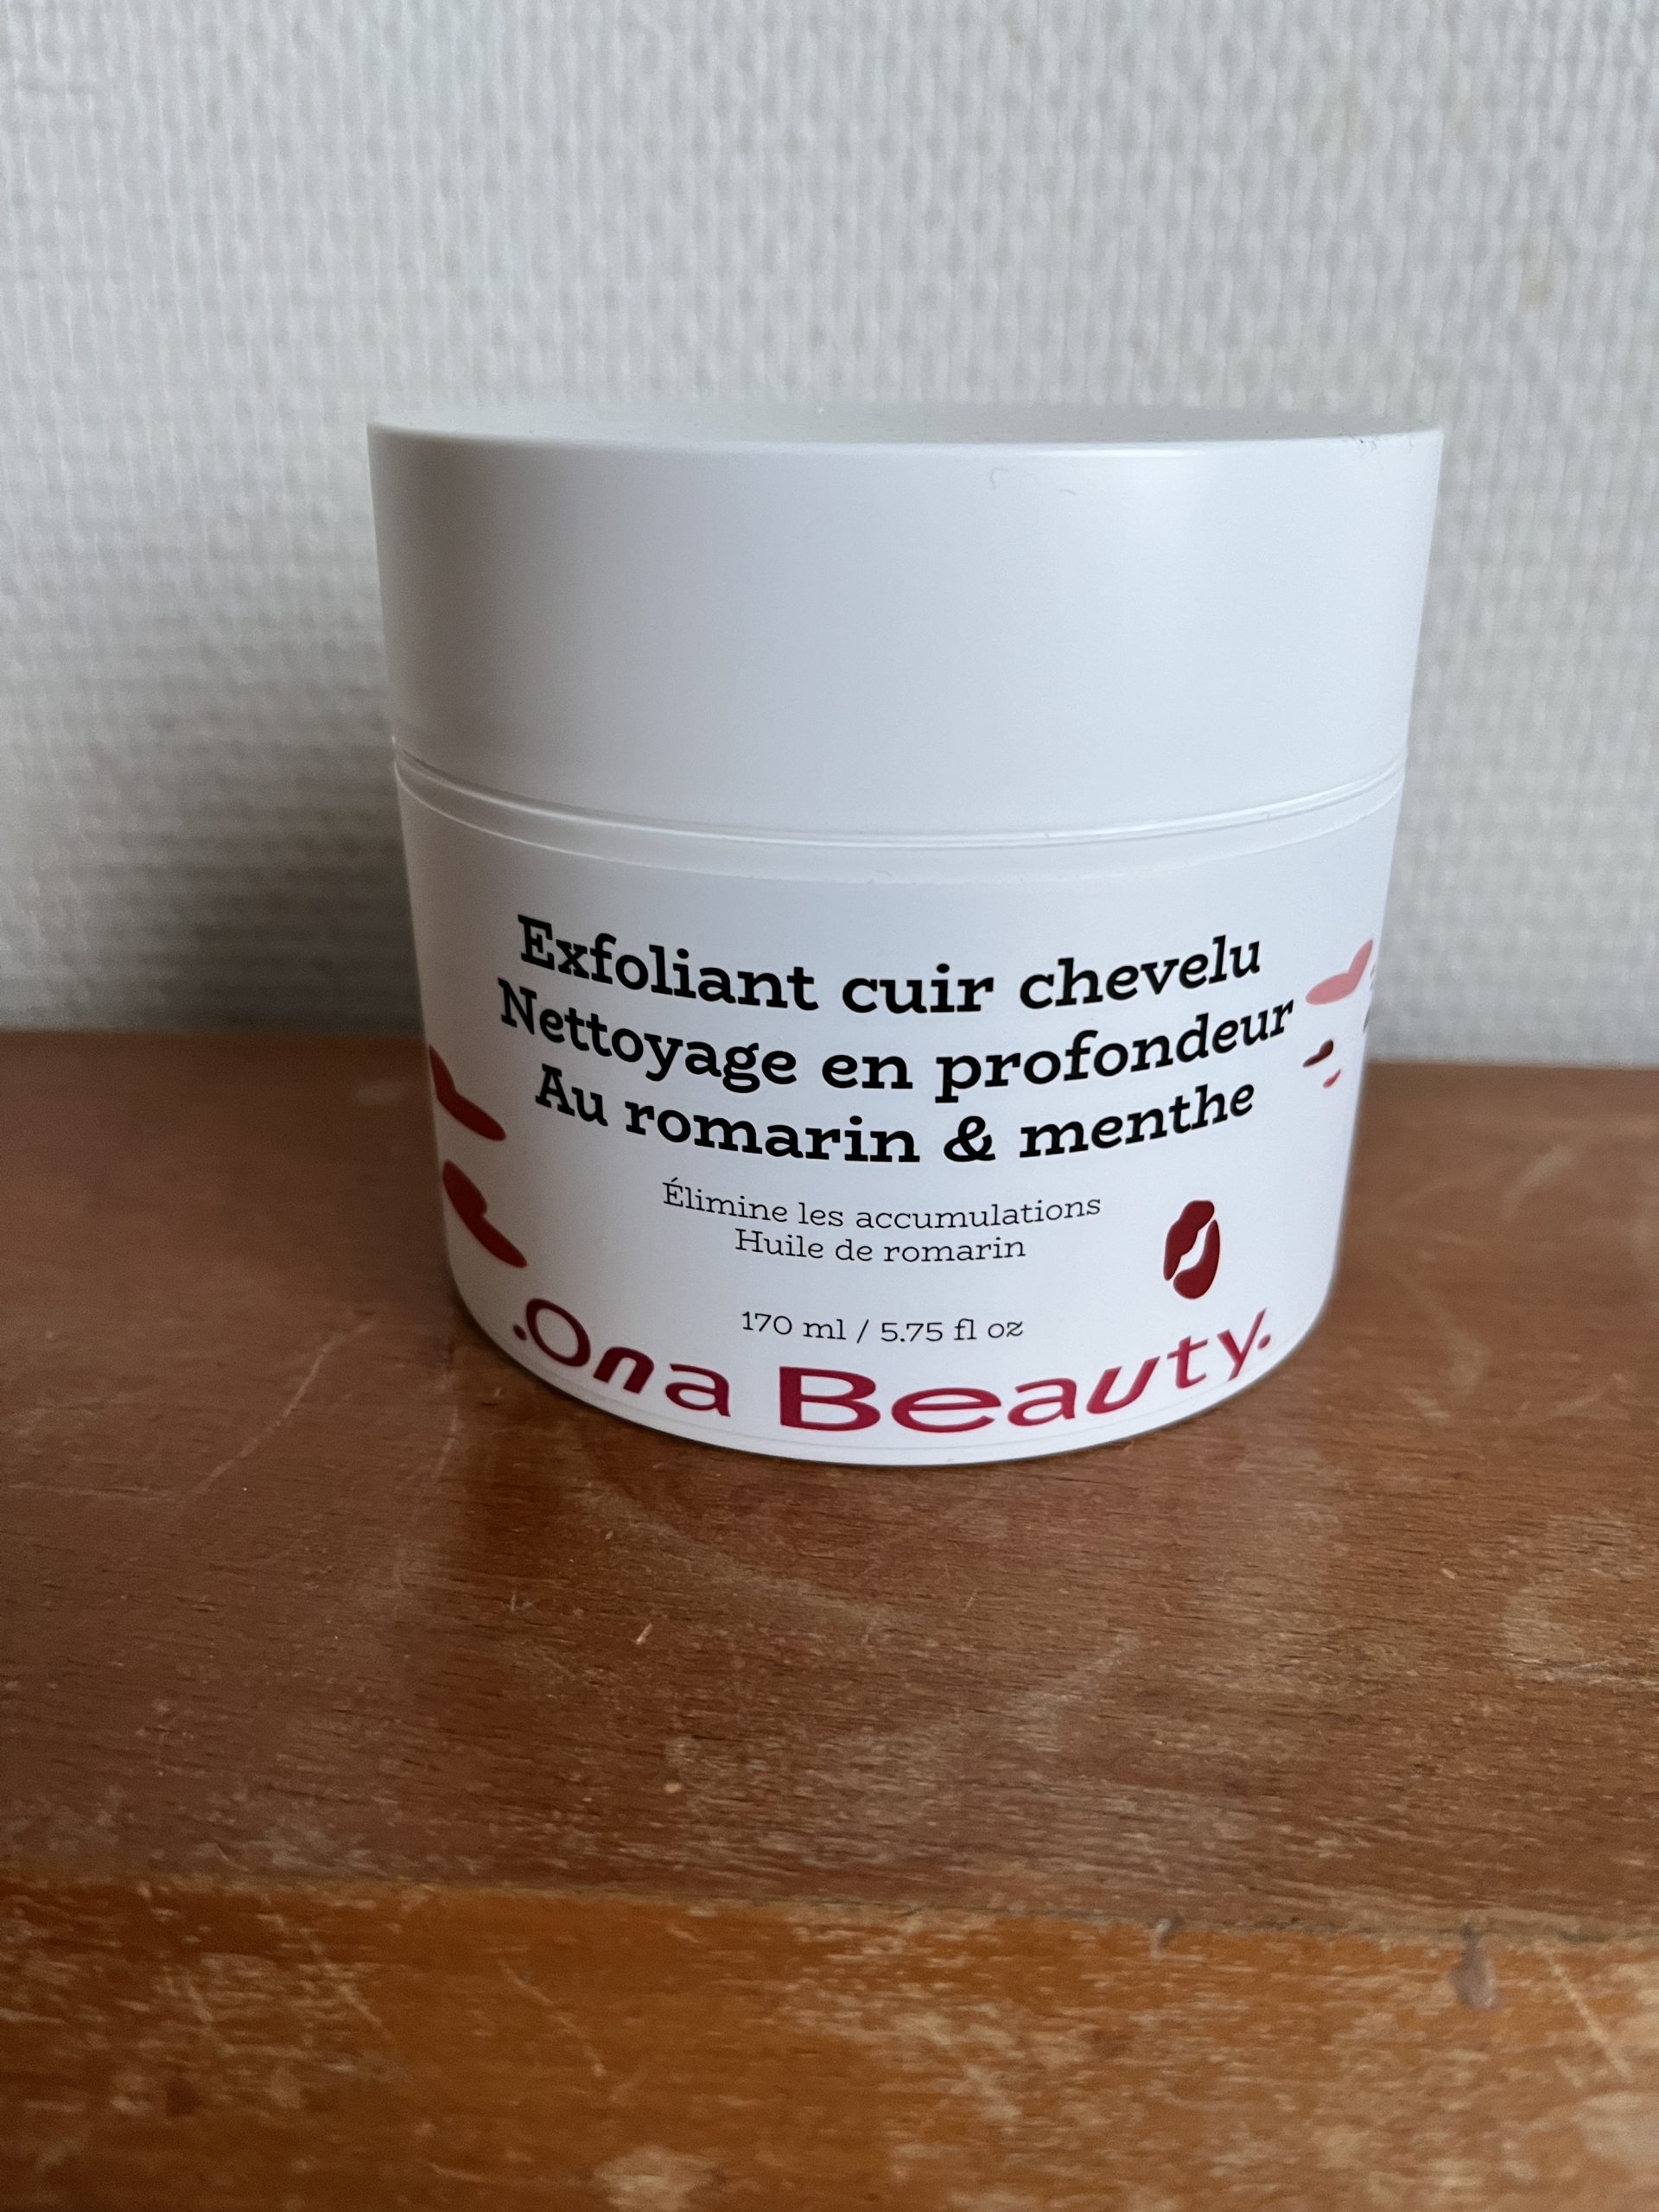 Exfoliant cuir chevelu
Nettoyage en profondeur
Au romarin & menthe
Élimine les accumulations
Huile de romarin
170 ml / 5.75 fl oz
.Ona Beauty.